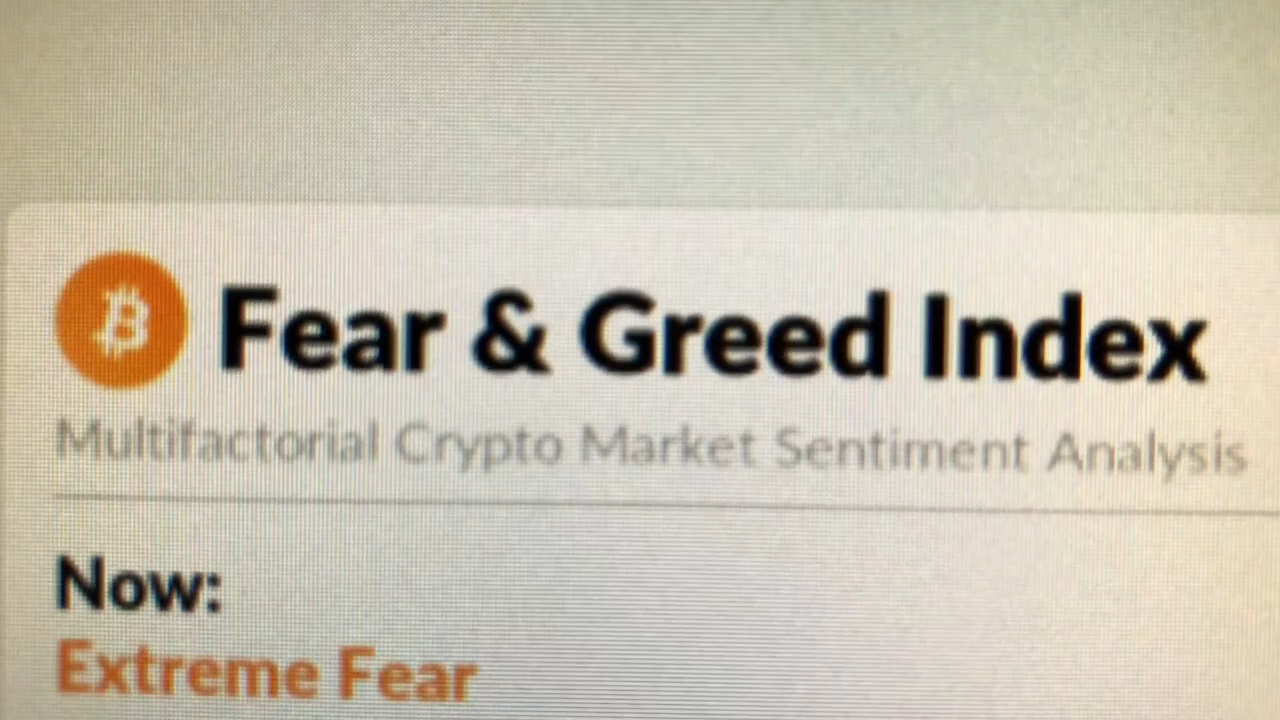 Fear & Greed Index
Multifactorial Crypto Market Sentiment Analysis
Now:
Extreme Fear